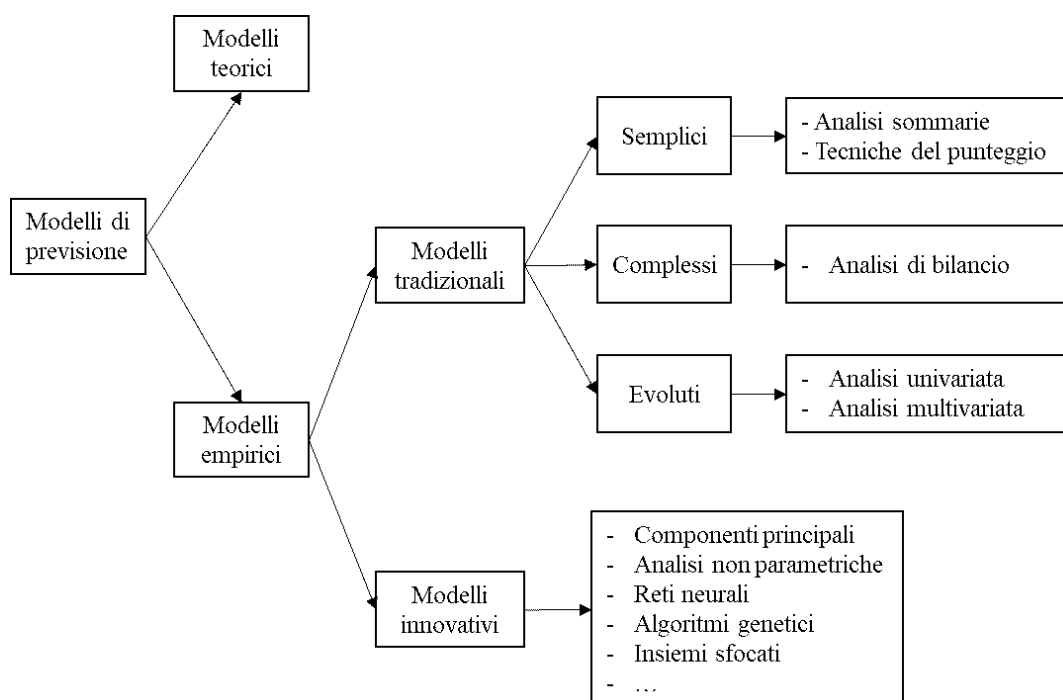 Modelli
teorici
Modelli di
previsione
Modelli
empirici
Modelli
tradizionali
Semplici
- Analisi sommarie
- Tecniche del punteggio
Complessi
- Analisi di bilancio
Evoluti
- Analisi univariata
- Analisi multivariata
Modelli
innovativi
- Componenti principali
- Analisi non parametriche
- Reti neurali
- Algoritmi genetici
- Insiemi sfocati
- …